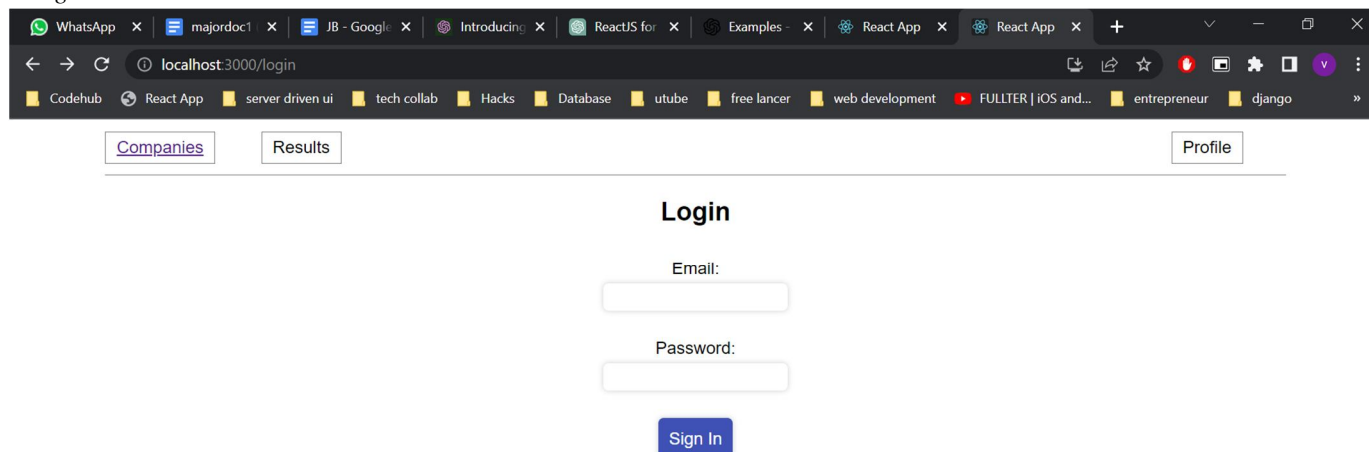 WhatsApp majordoc1 JB - Google Introducing ReactJS for Examples - React App React App
localhost:3000/login
Codehub React App server driven ui tech collab Hacks Database utube free lancer web development FULLTER | iOS and... entrepreneur django »
Companies Results Profile
Login
Email:
Password:
Sign In